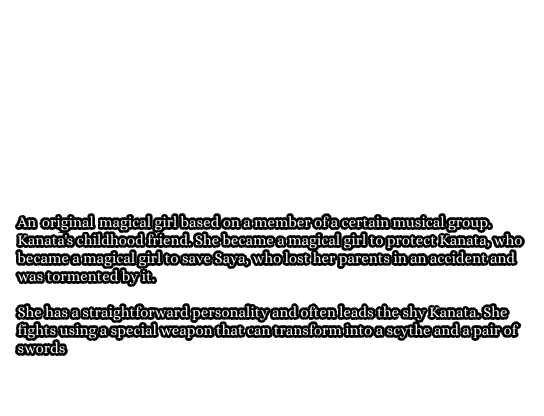 An original magical girl based on a member of a certain musical group.
Kanata's childhood friend. She became a magical girl to protect Kanata, who
became a magical girl to save Saya, who lost her parents in an accident and
was tormented by it.
She has a straightforward personality and often leads the shy Kanata. She
fights using a special weapon that can transform into a scythe and a pair of
swords